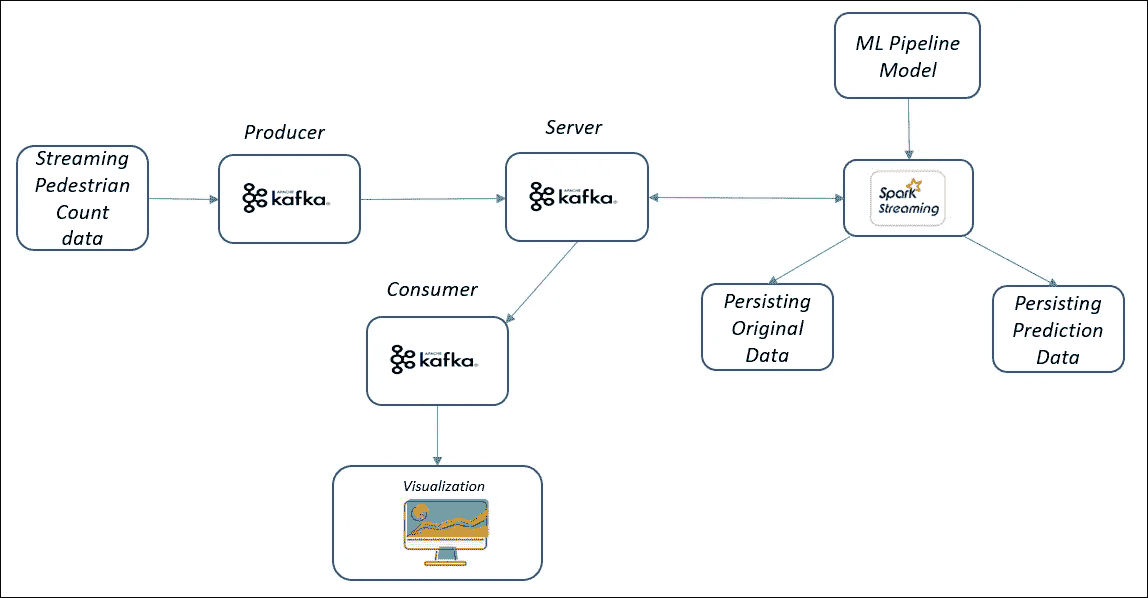 ML Pipeline
Model
Producer
Server
Streaming
Pedestrian
Count
data
APACHE
kafka®
APACHE
kafka®
Spark
Streaming
Consumer
APACHE
kafka®
Persisting
Original
Data
Persisting
Prediction
Data
Visualization